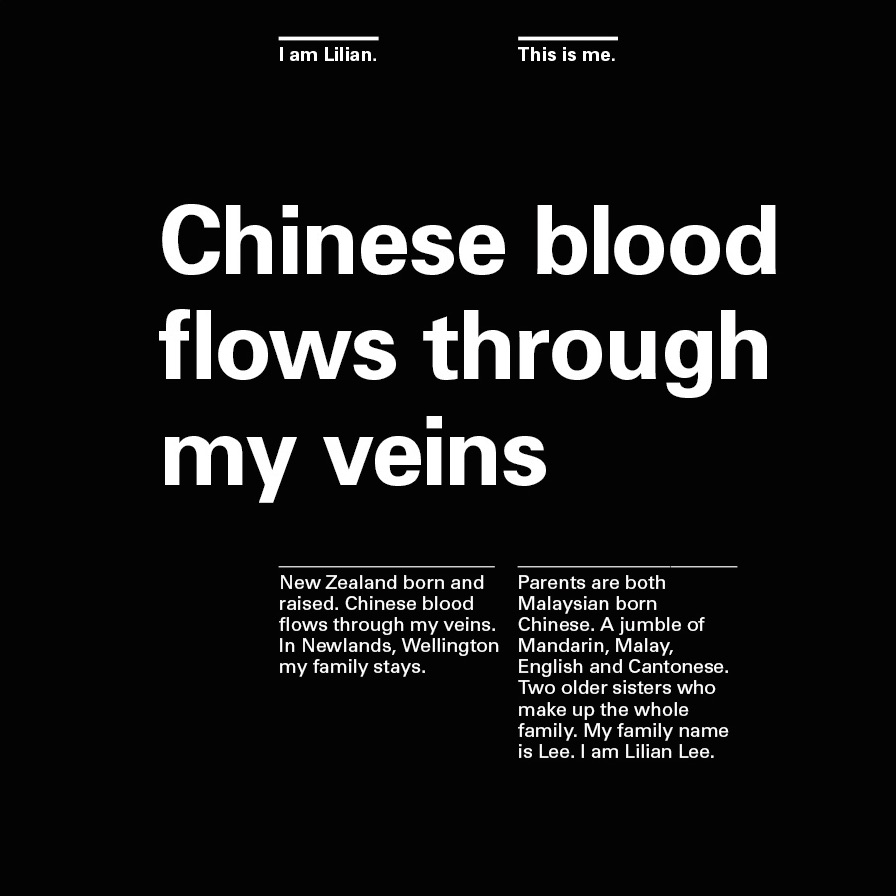 I am Lilian.
This is me.
Chinese blood
flows through
my veins
New Zealand born and
raised. Chinese blood
flows through my veins.
In Newlands, Wellington
my family stays.
Parents are both
Malaysian born
Chinese. A jumble of
Mandarin, Malay,
English and Cantonese.
Two older sisters who
make up the whole
family. My family name
is Lee. I am Lilian Lee.